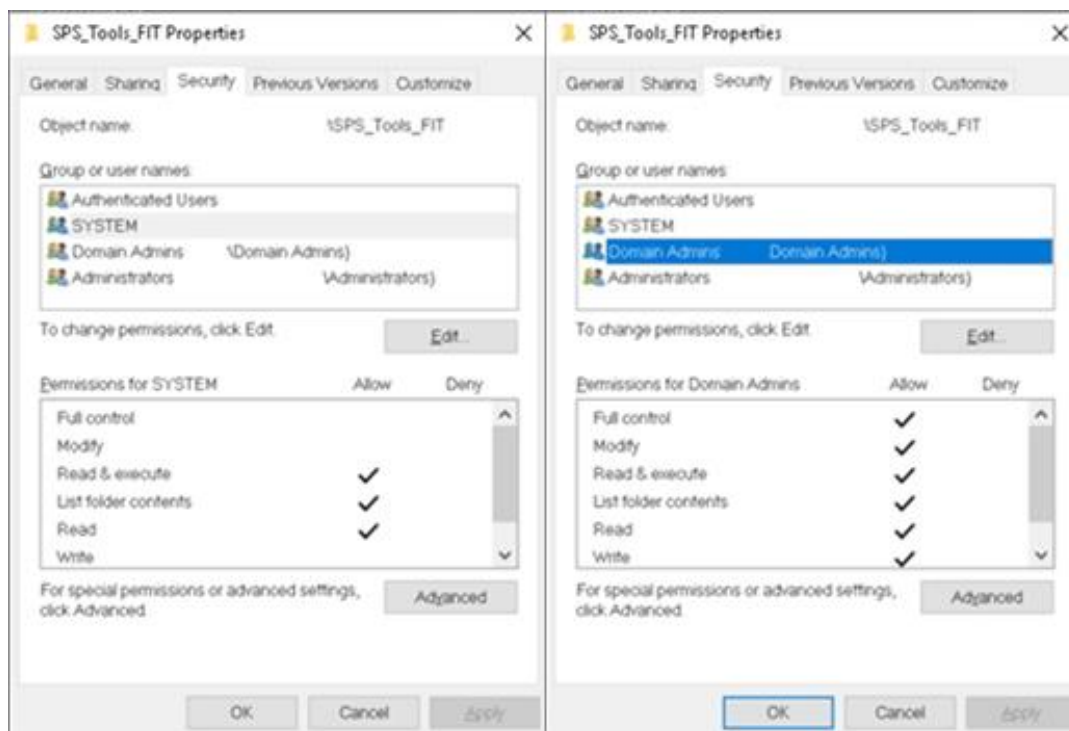 SPS_Tools_FIT Properties
General Sharing Security Previous Versions Customize
Object name: \SPS_Tools_FIT
Group or user names:
Authenticated Users
SYSTEM
Domain Admins \Domain Admins)
Administrators \Administrators)
To change permissions, click Edit.
Edit...
Permissions for SYSTEM Allow Deny
Full control
Modify
Read & execute
List folder contents
Read
Write
For special permissions or advanced settings,
click Advanced.
Advanced
OK Cancel Apply
SPS_Tools_FIT Properties
General Sharing Security Previous Versions Customize
Object name: \SPS_Tools_FIT
Group or user names:
Authenticated Users
SYSTEM
Domain Admins Domain Admins)
Administrators \Administrators)
To change permissions, click Edit.
Edit...
Permissions for Domain Admins Allow Deny
Full control
Modify
Read & execute
List folder contents
Read
Write
For special permissions or advanced settings,
click Advanced.
Advanced
OK Cancel Apply